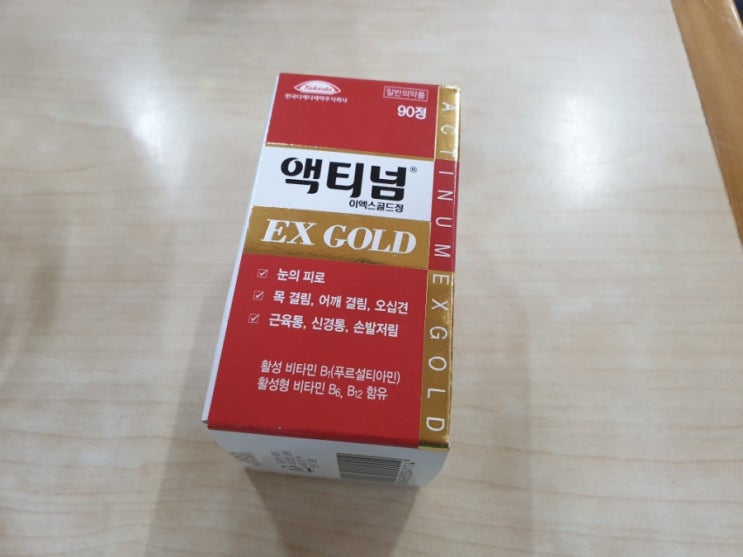 Takeda
한국다케다제약주식회사
일반의약품
90정
액티넘®
이엑스골드정
EX GOLD
눈의 피로
목 결림, 어깨 결림, 오십견
근육통, 신경통, 손발저림
활성 비타민 B₁(푸르설티아민)
활성형 비타민 B₆, B₁₂ 함유
ACTINUM EX GOLD